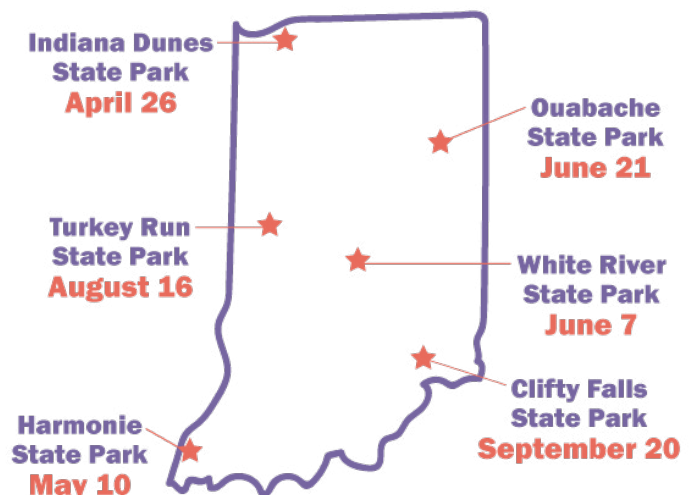 Indiana Dunes
State Park
April 26
Ouabache
State Park
June 21
Turkey Run
State Park
August 16
White River
State Park
June 7
Clifty Falls
State Park
September 20
Harmonie
State Park
May 10